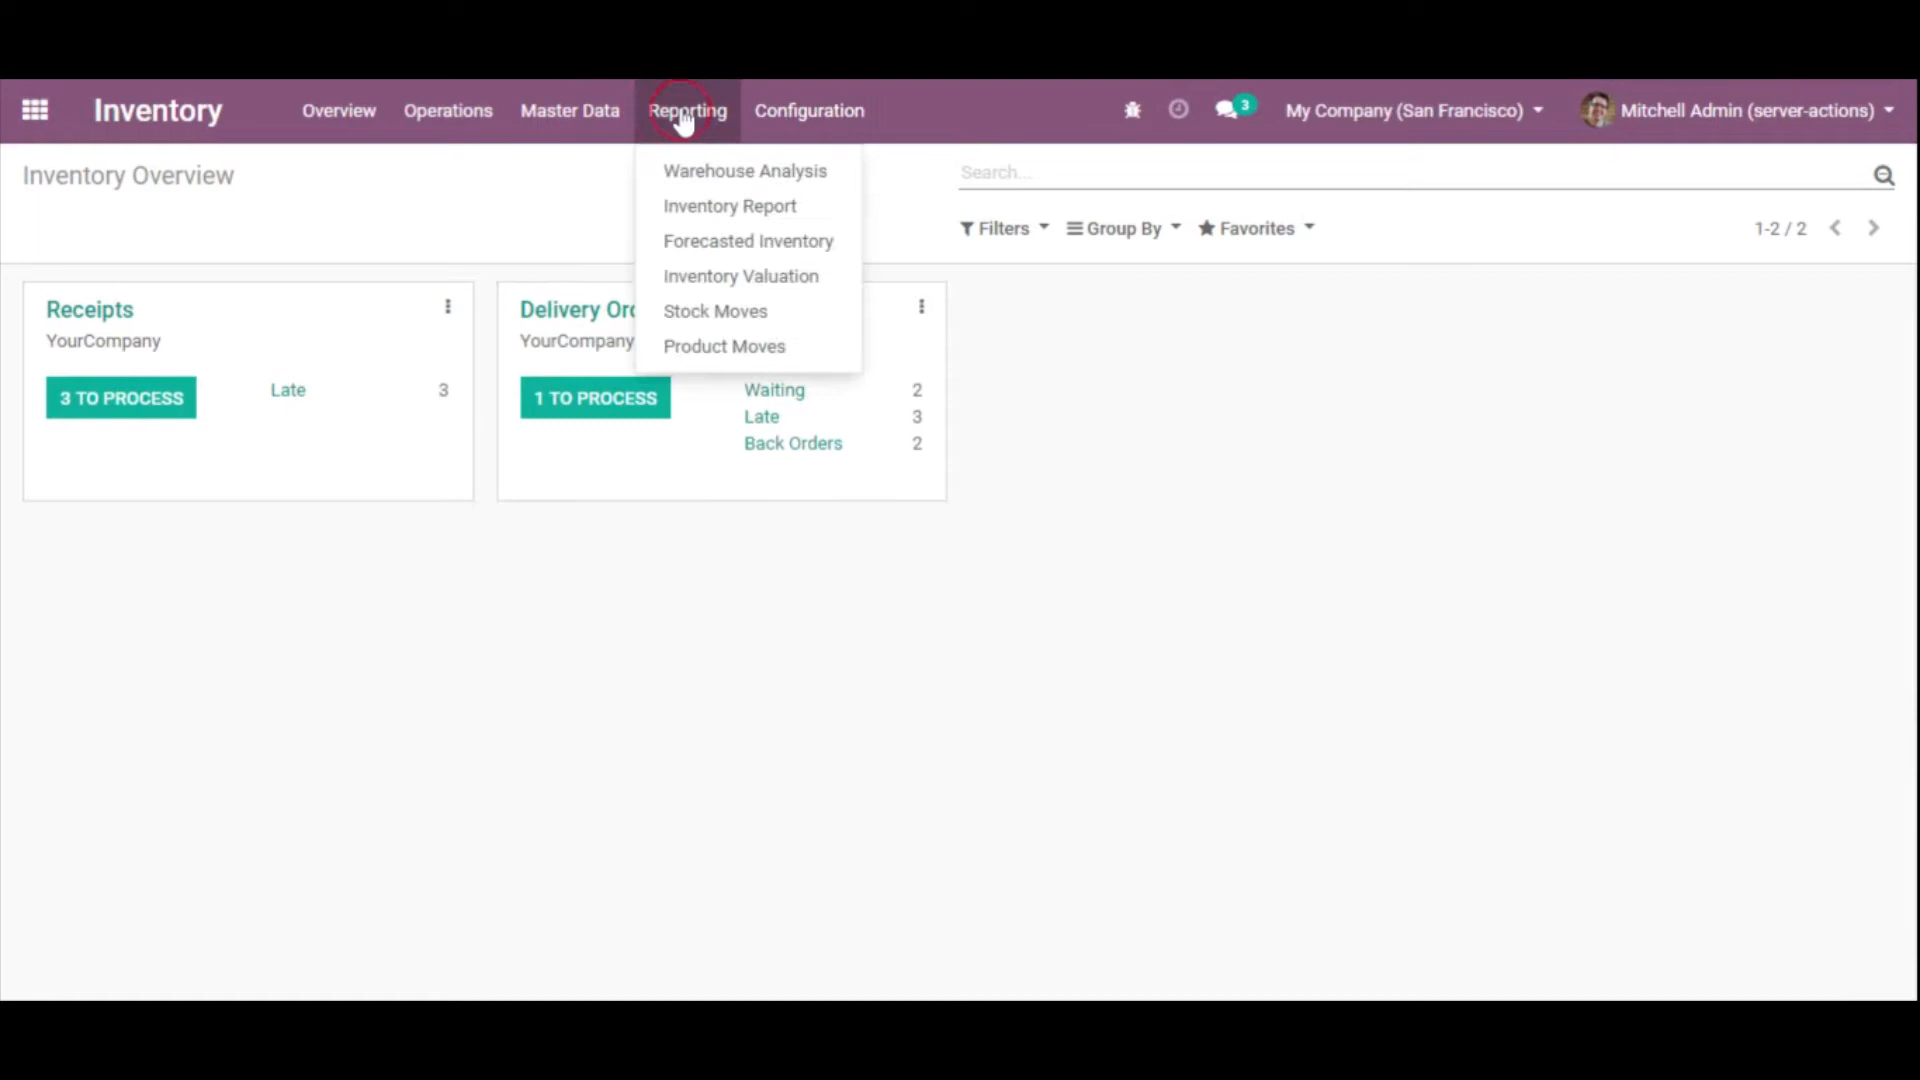 Inventory Overview Operations Master Data Reporting Configuration 3 My Company (San Francisco) Mitchell Admin (server-actions)
Inventory Overview
Search...
Filters Group By Favorites 1-2 / 2
Warehouse Analysis
Inventory Report
Forecasted Inventory
Inventory Valuation
Stock Moves
Product Moves
Receipts
YourCompany
3 TO PROCESS
Late 3
Delivery Ord
YourCompany
1 TO PROCESS
Waiting 2
Late 3
Back Orders 2